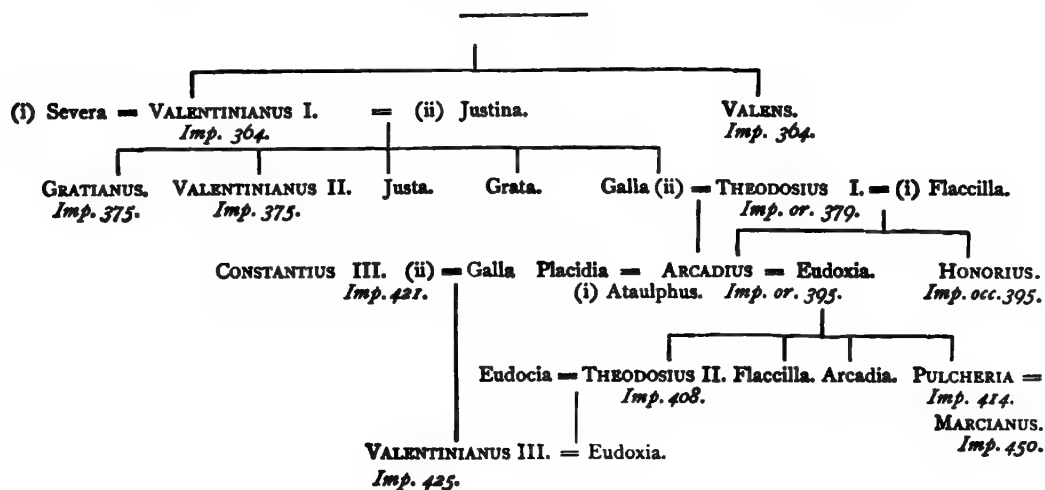 (i) Severa = VALENTINIANUS I. = (ii) Justina. VALENS.
Imp. 364. Imp. 364.
GRATIANUS. VALENTINIANUS II. Justa. Grata. Galla (ii) = THEODOSIUS I. = (i) Flaccilla.
Imp. 375. Imp. 375. Imp. or. 379.
CONSTANTIUS III. (ii) = Galla Placidia = ARCADIUS = Eudoxia. HONORIUS.
Imp. 421. (i) Ataulphus. Imp. or. 395. Imp. occ. 395.
Eudocia = THEODOSIUS II. Flaccilla. Arcadia. PULCHERIA =
Imp. 408. Imp. 414.
MARCIANUS.
VALENTINIANUS III. = Eudoxia. Imp. 450.
Imp. 425.